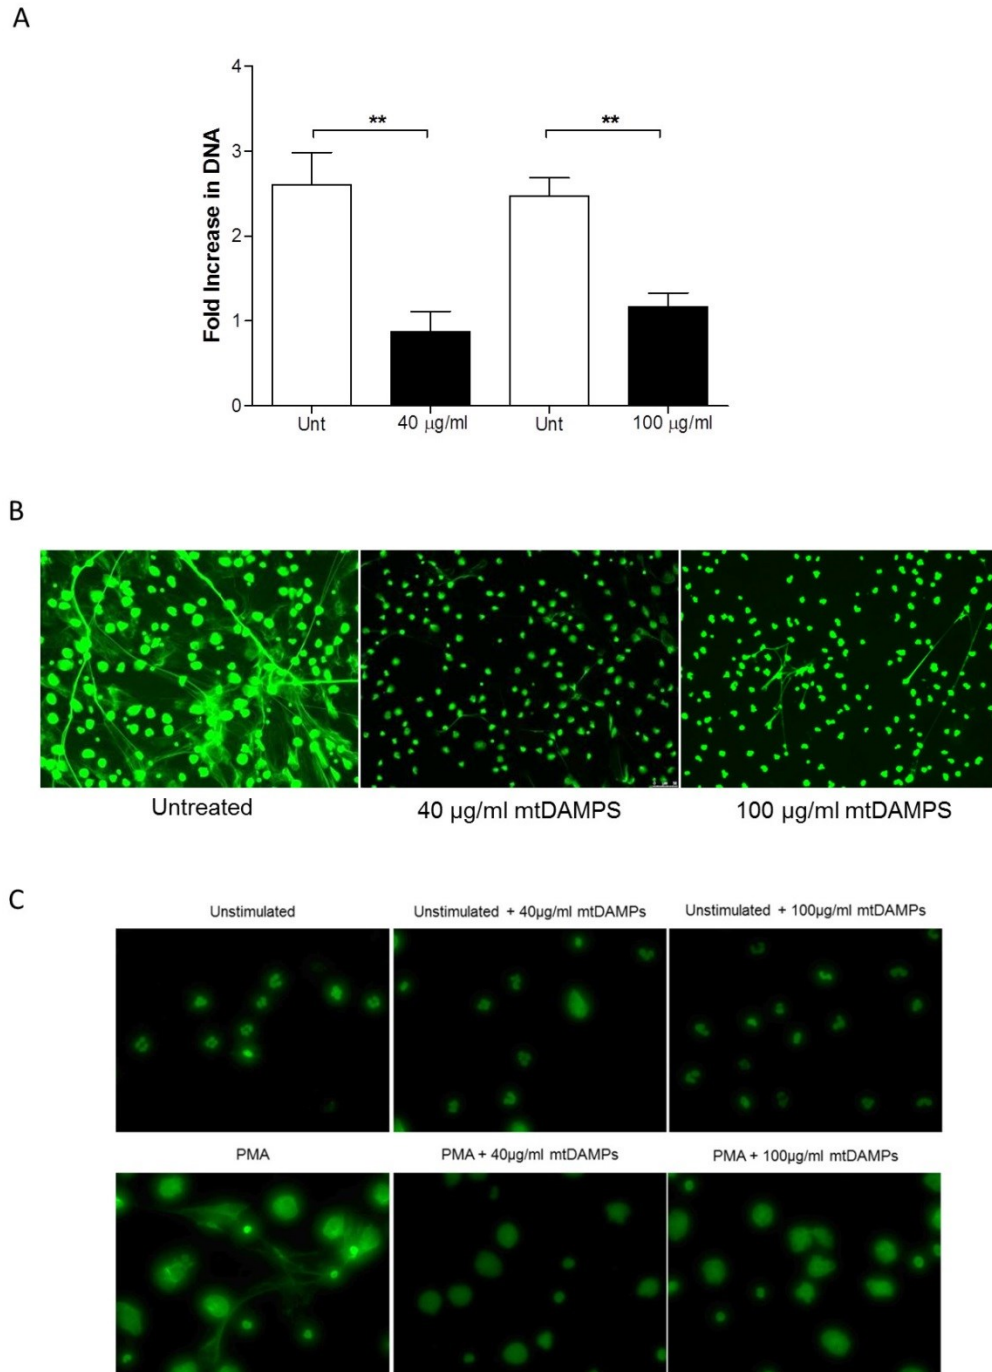 A
4
3
2
1
0
Fold Increase in DNA
** **
Unt 40 μg/ml Unt 100 μg/ml
B
Untreated 40 μg/ml mtDAMPS 100 μg/ml mtDAMPS
C
Unstimulated Unstimulated + 40μg/ml mtDAMPs Unstimulated + 100μg/ml mtDAMPs
PMA PMA + 40μg/ml mtDAMPs PMA + 100μg/ml mtDAMPs